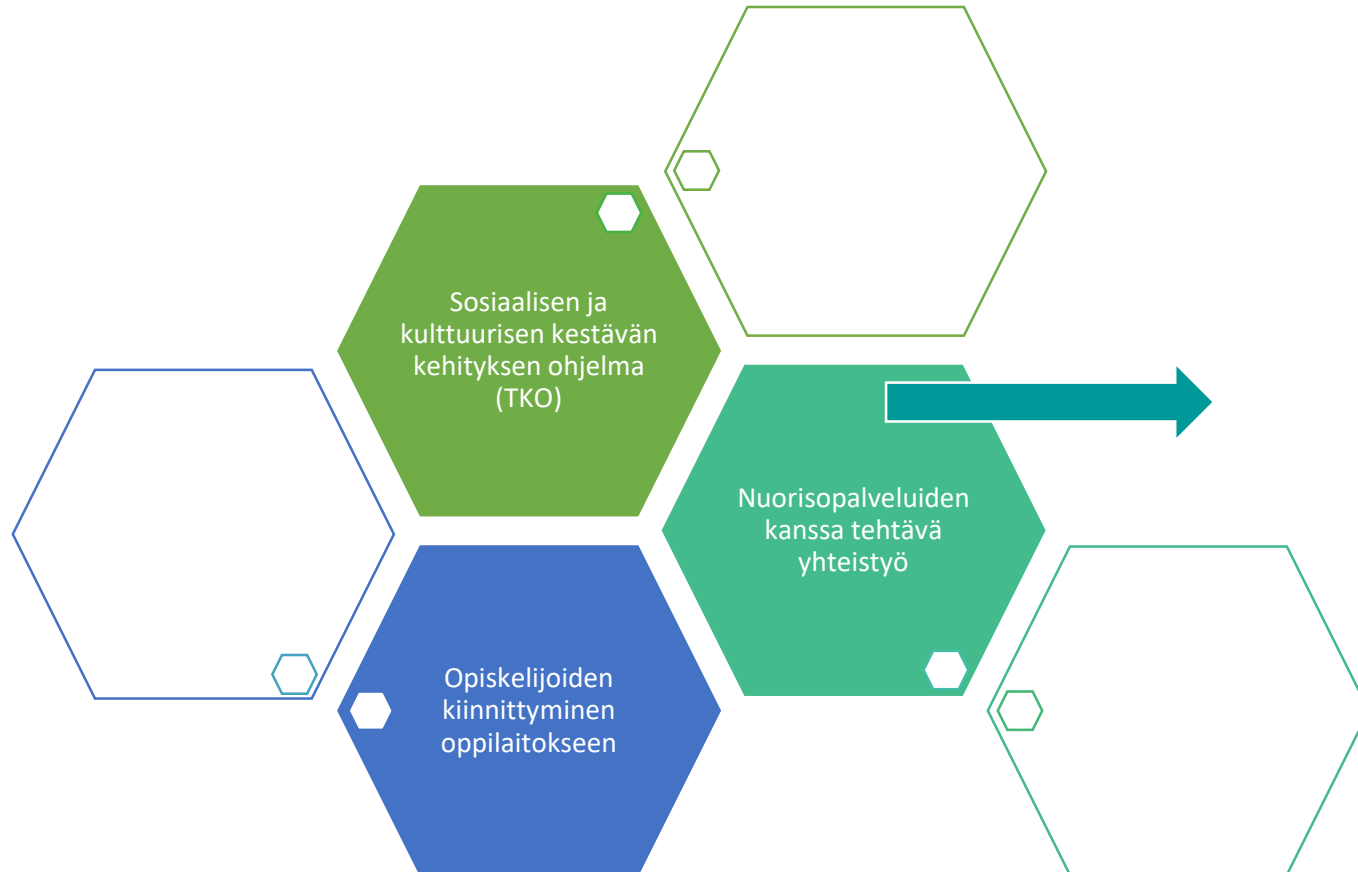 Sosiaalisen ja
kulttuurisen kestävän
kehityksen ohjelma
(TKO)
Nuorisopalveluiden
kanssa tehtävä
yhteistyö
Opiskelijoiden
kiinnittyminen
oppilaitokseen